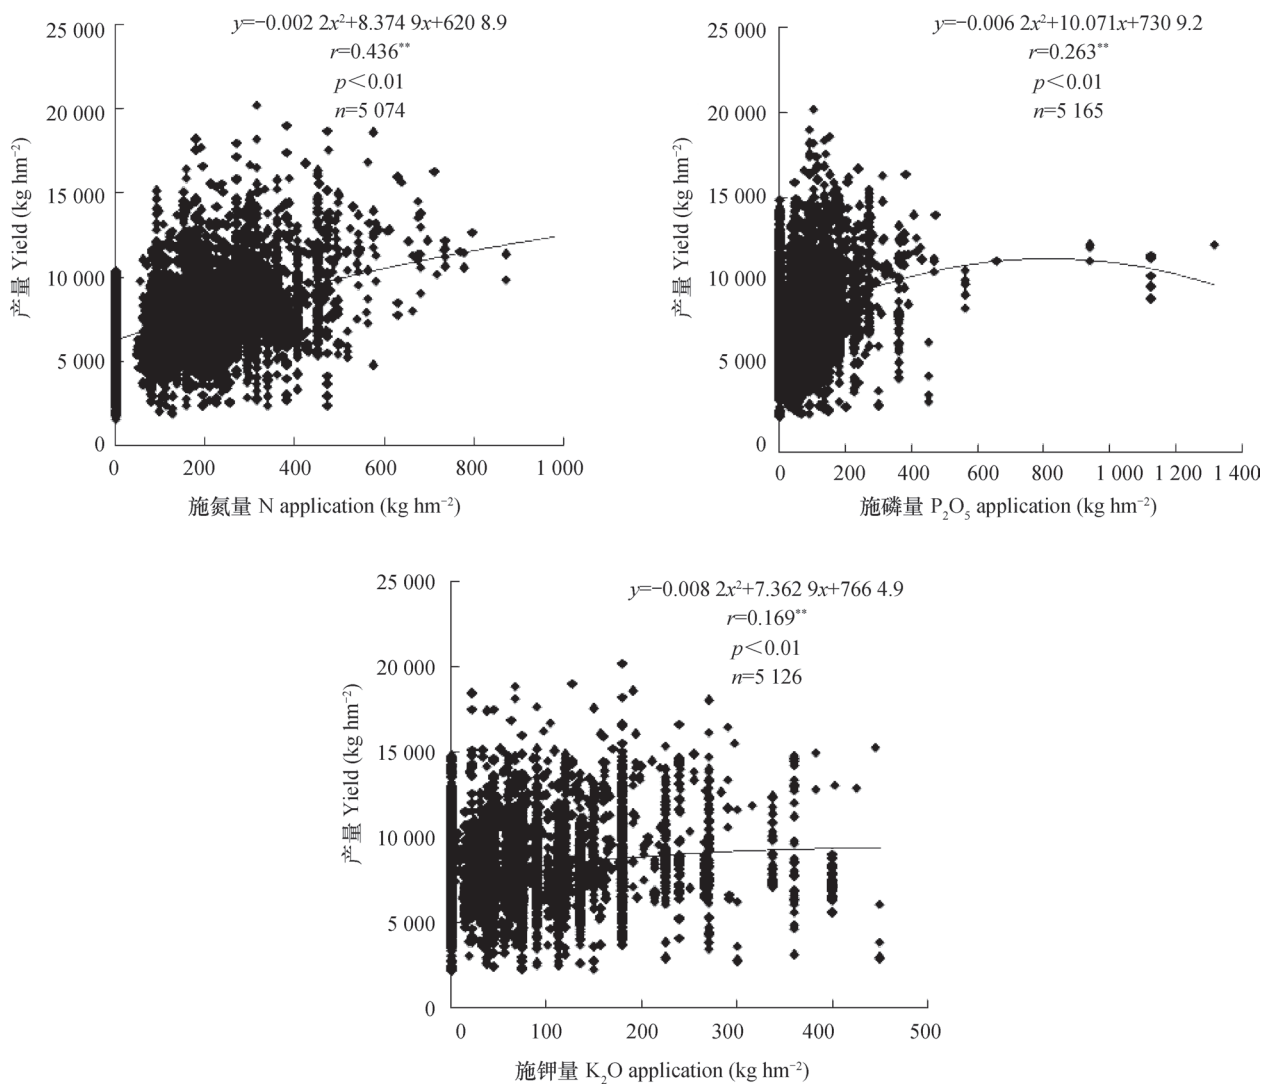 y=−0.002 2x²+8.374 9x+620 8.9
r=0.436**
p＜0.01
n=5 074
25 000
20 000
15 000
10 000
5 000
0
产量 Yield (kg hm⁻²)
0 200 400 600 800 1 000
施氮量 N application (kg hm⁻²)
y=−0.006 2x²+10.071x+730 9.2
r=0.263**
p＜0.01
n=5 165
25 000
20 000
15 000
10 000
5 000
0
产量 Yield (kg hm⁻²)
0 200 400 600 800 1 000 1 200 1 400
施磷量 P₂O₅ application (kg hm⁻²)
y=−0.008 2x²+7.362 9x+766 4.9
r=0.169**
p＜0.01
n=5 126
25 000
20 000
15 000
10 000
5 000
0
产量 Yield (kg hm⁻²)
0 100 200 300 400 500
施钾量 K₂O application (kg hm⁻²)